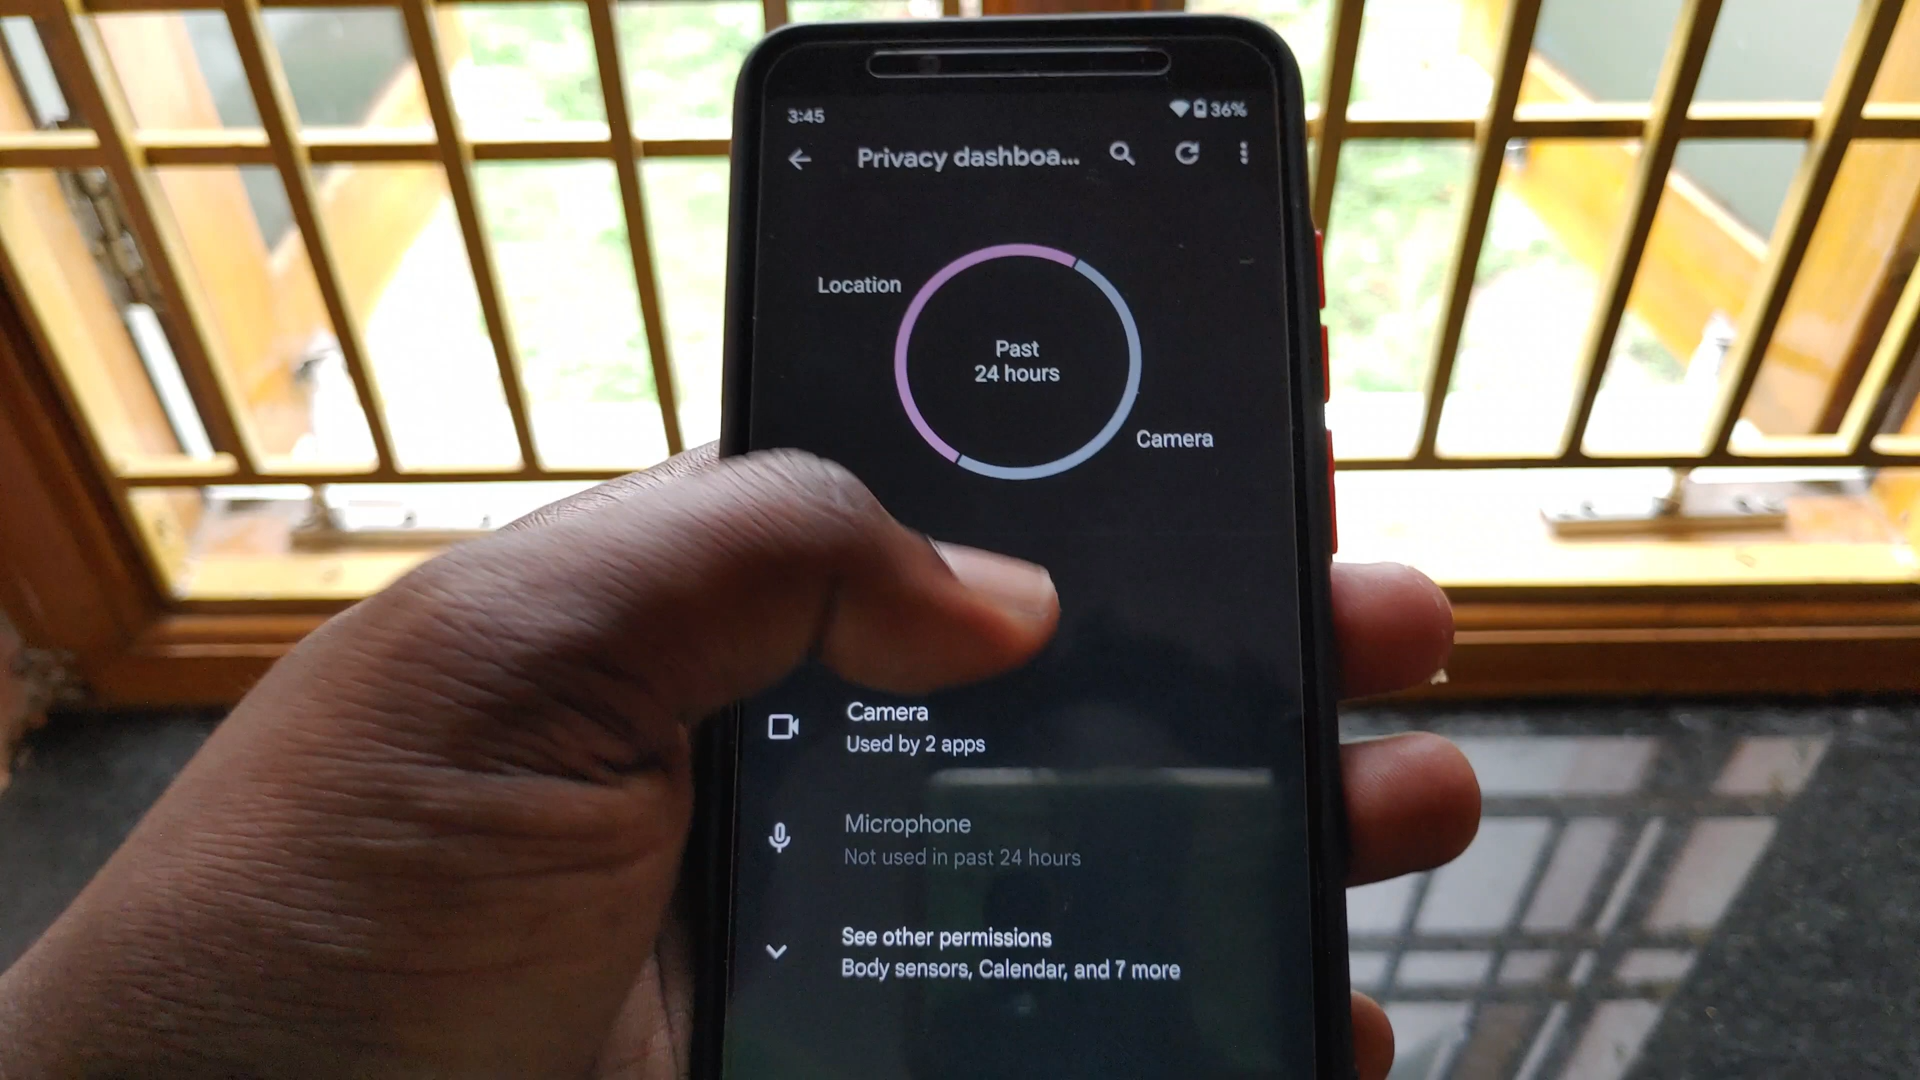 3:45
36%
Privacy dashboa...
Location
Past
24 hours
Camera
Camera
Used by 2 apps
Microphone
Not used in past 24 hours
See other permissions
Body sensors, Calendar, and 7 more